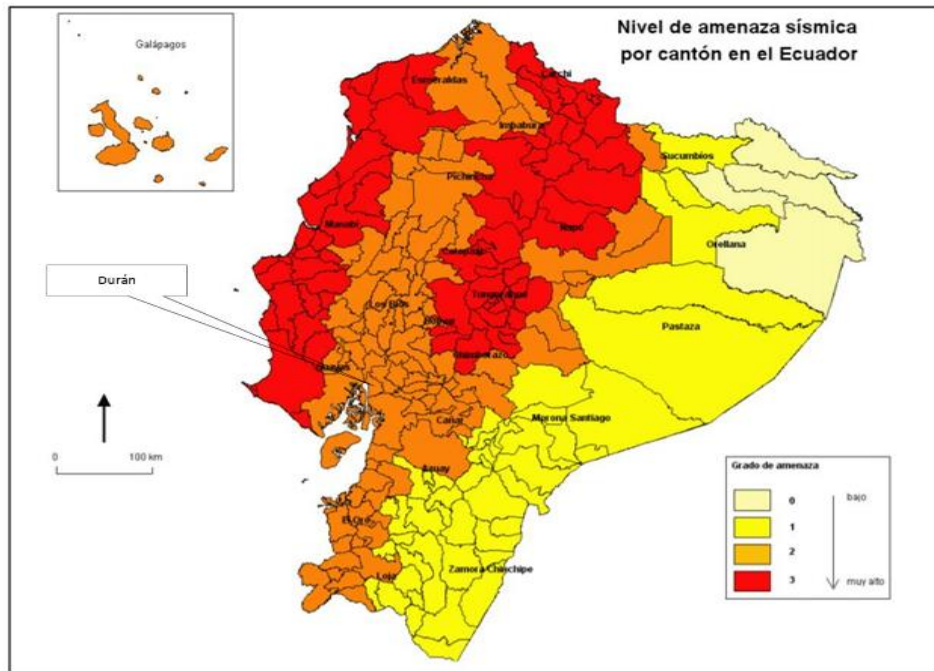 Nivel de amenaza sísmica
por cantón en el Ecuador
Galápagos
Esmeraldas
Carchi
Imbabura
Sucumbíos
Pichincha
Manabí
Napo
Orellana
Cotopaxi
Durán
Los Ríos
Tungurahua
Bolívar
Pastaza
Chimborazo
Guayas
Morona Santiago
Cañar
0 100 km
Azuay
Grado de amenaza
0 bajo
1
2
3 muy alto
El Oro
Loja
Zamora Chinchipe